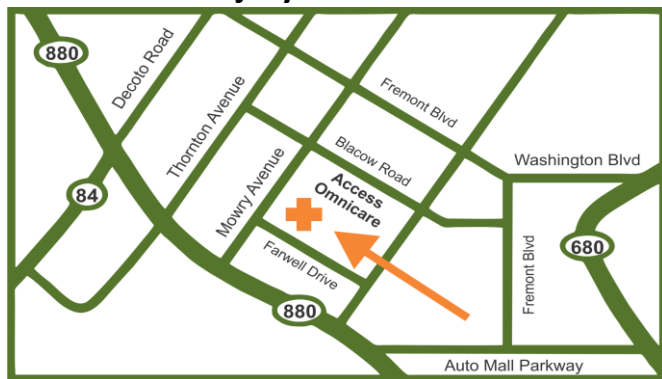 880
Decoto Road
Thornton Avenue
Fremont Blvd
Blacow Road
Washington Blvd
84
Mowry Avenue
Access
Omnicare
Farwell Drive
Fremont Blvd
680
880
Auto Mall Parkway